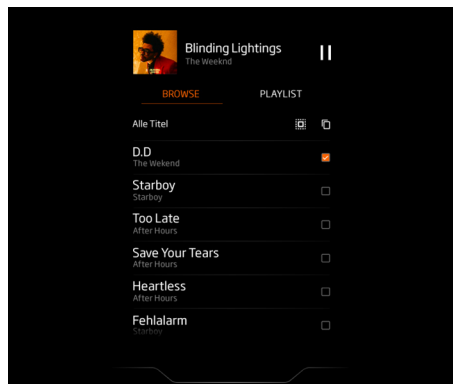 Blinding Lightings
The Weeknd
BROWSE PLAYLIST
Alle Titel
D.D
The Wekend
Starboy
Starboy
Too Late
After Hours
Save Your Tears
After Hours
Heartless
After Hours
Fehlalarm
Starboy